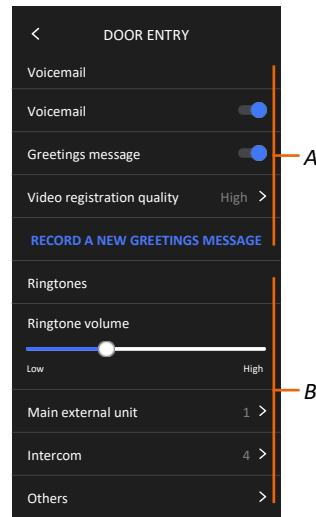 DOOR ENTRY
Voicemail
Voicemail
Greetings message
A
Video registration quality High
RECORD A NEW GREETINGS MESSAGE
Ringtones
Ringtone volume
Low High
B
Main external unit 1
Intercom 4
Others